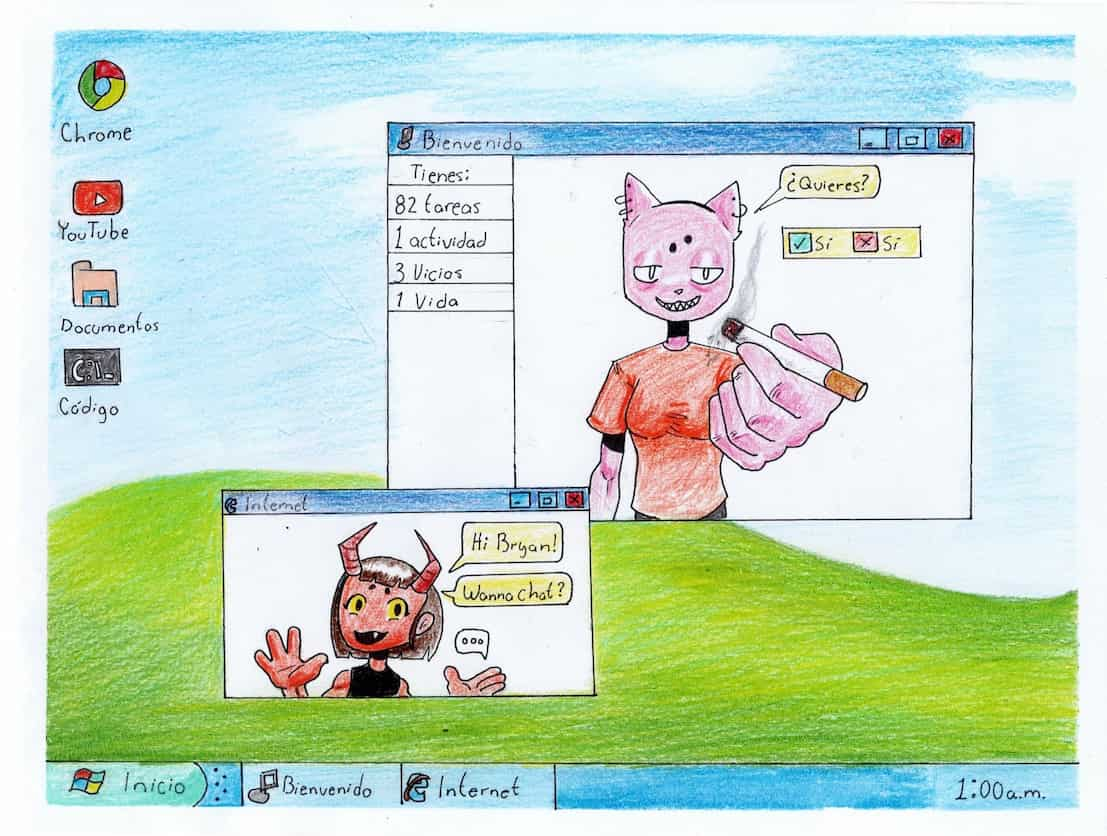 Chrome
YouTube
Documentos
C:\_
Código
Bienvenido
Tienes:
82 tareas
1 actividad
3 Vicios
1 Vida
¿Quieres?
Sí
Sí
Internet
Hi Bryan!
Wanna chat?
Inicio
Bienvenido
Internet
1:00a.m.